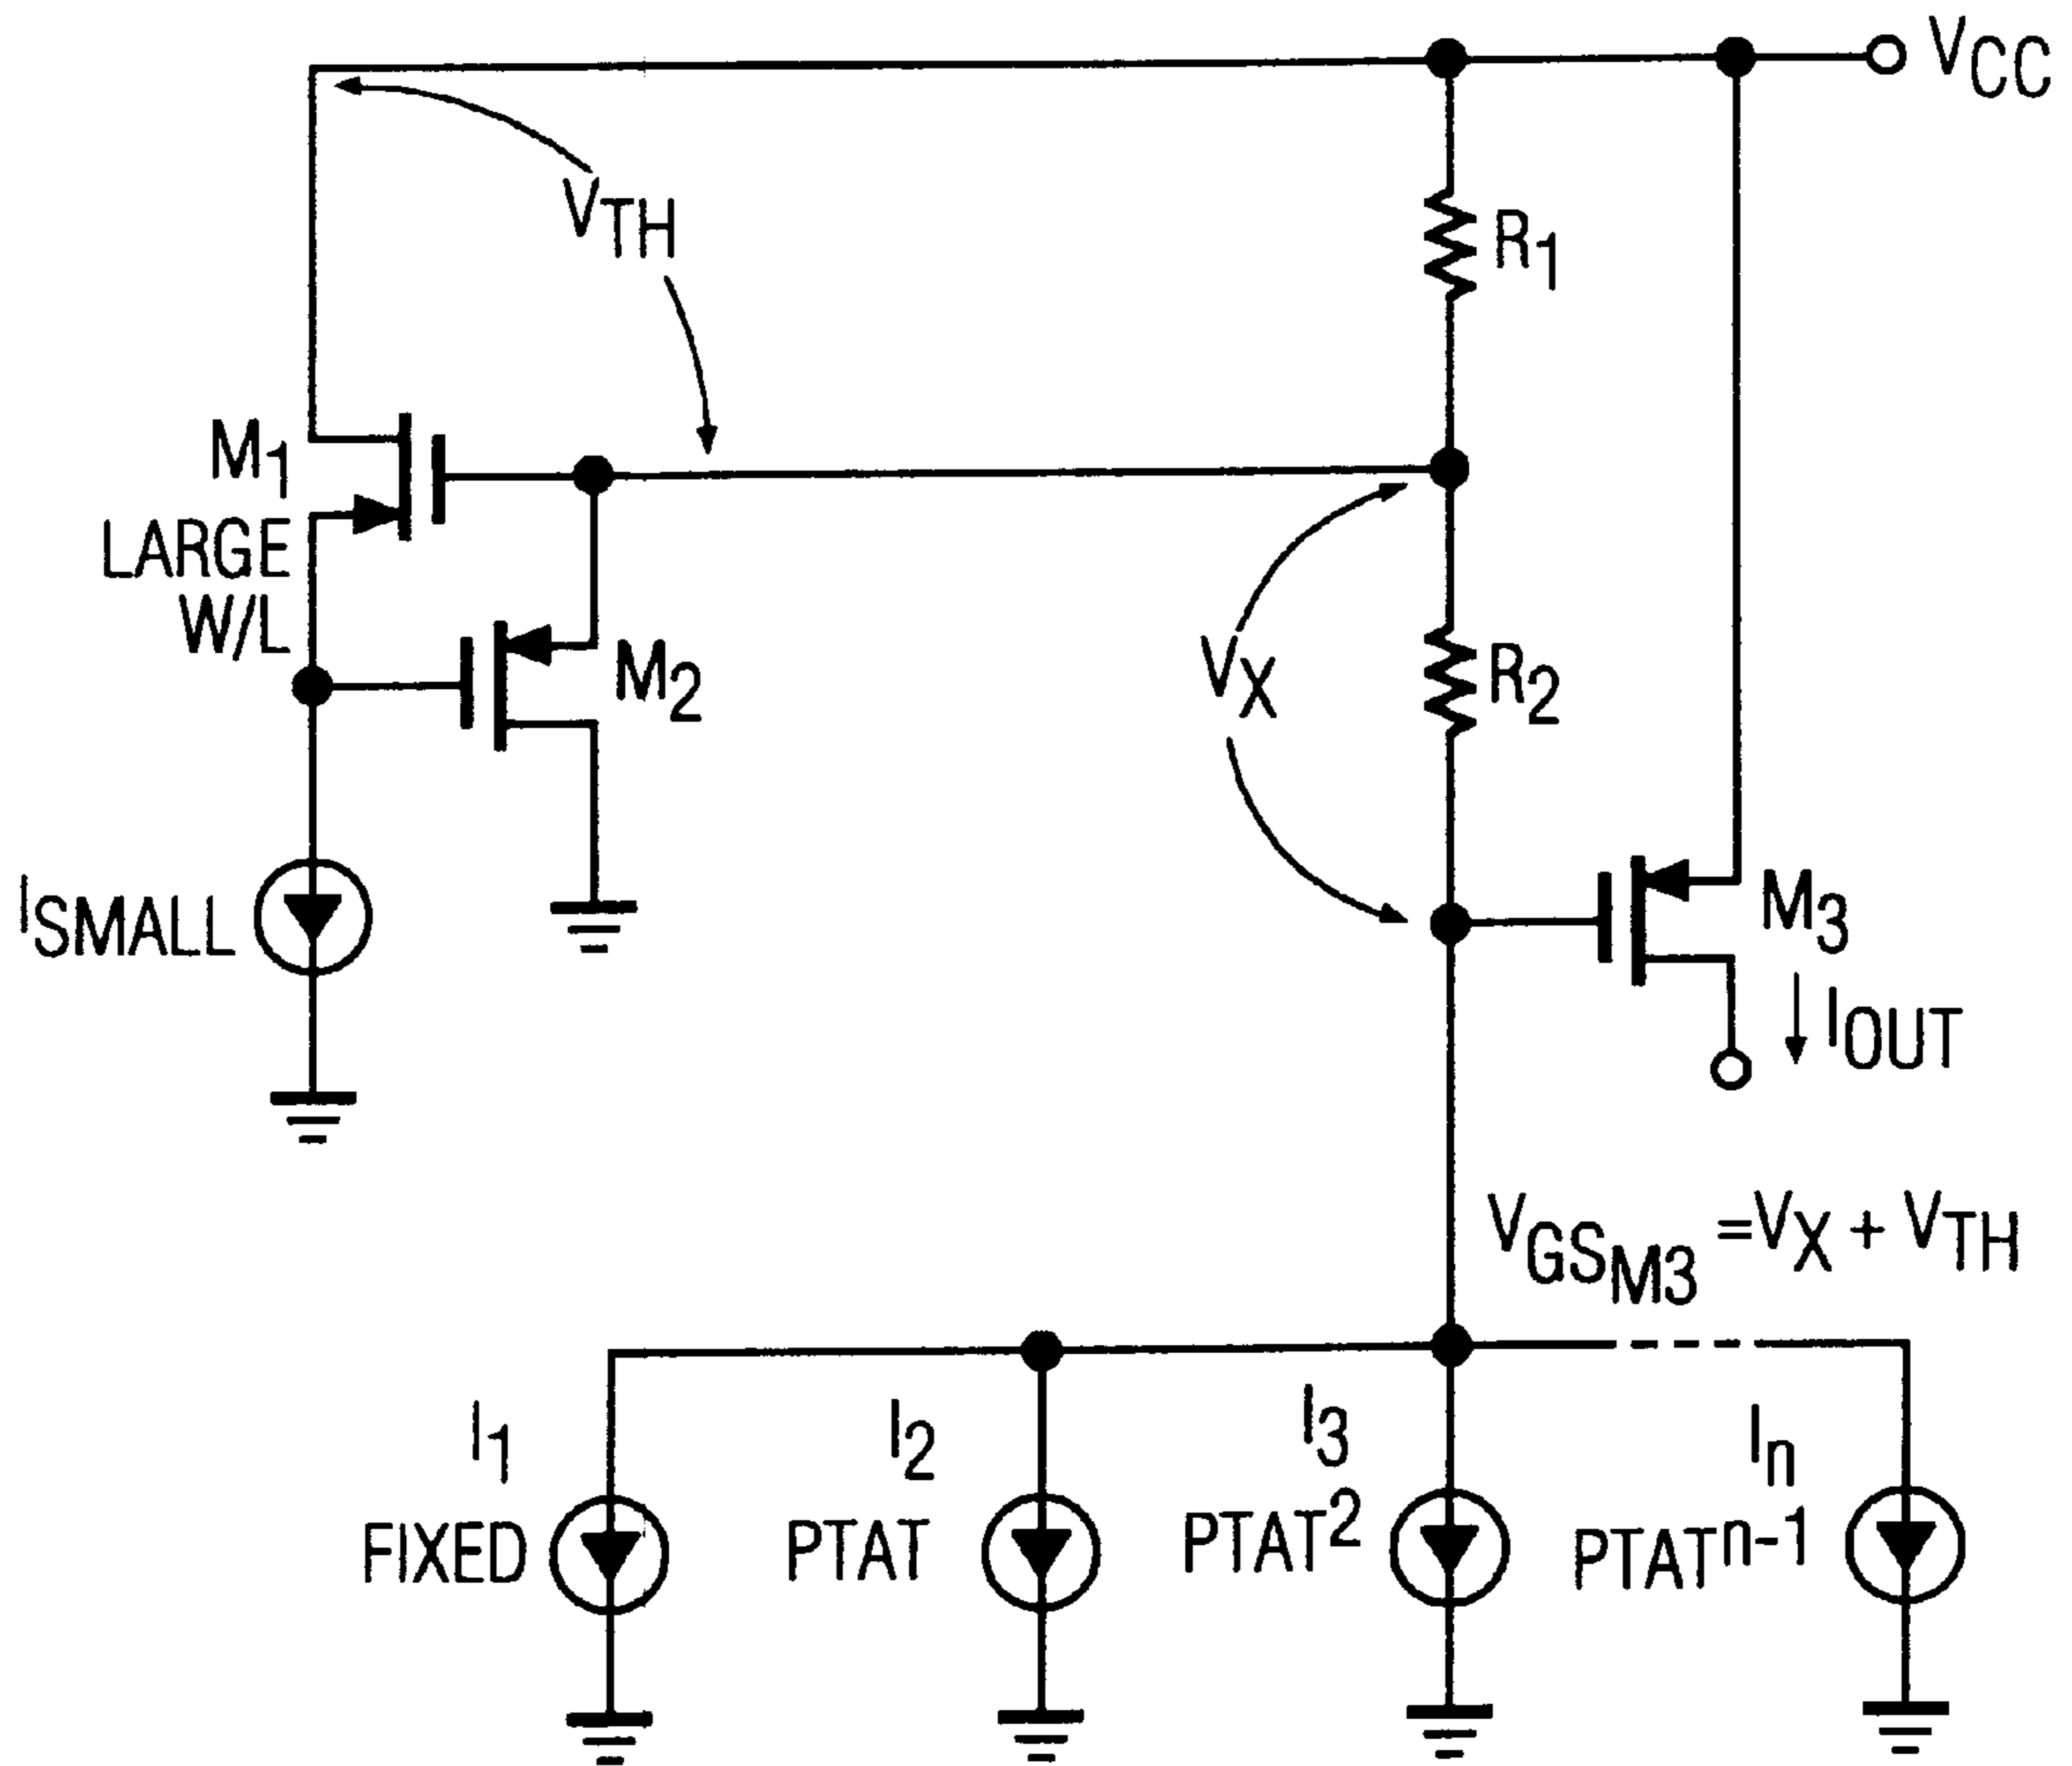 VCC
VTH
R1
M1
LARGE
W/L
M2
VX
R2
M3
ISMALL
IOUT
VGSM3 =VX + VTH
I1
FIXED
I2
PTAT
I3
PTAT2
In
PTATn-1